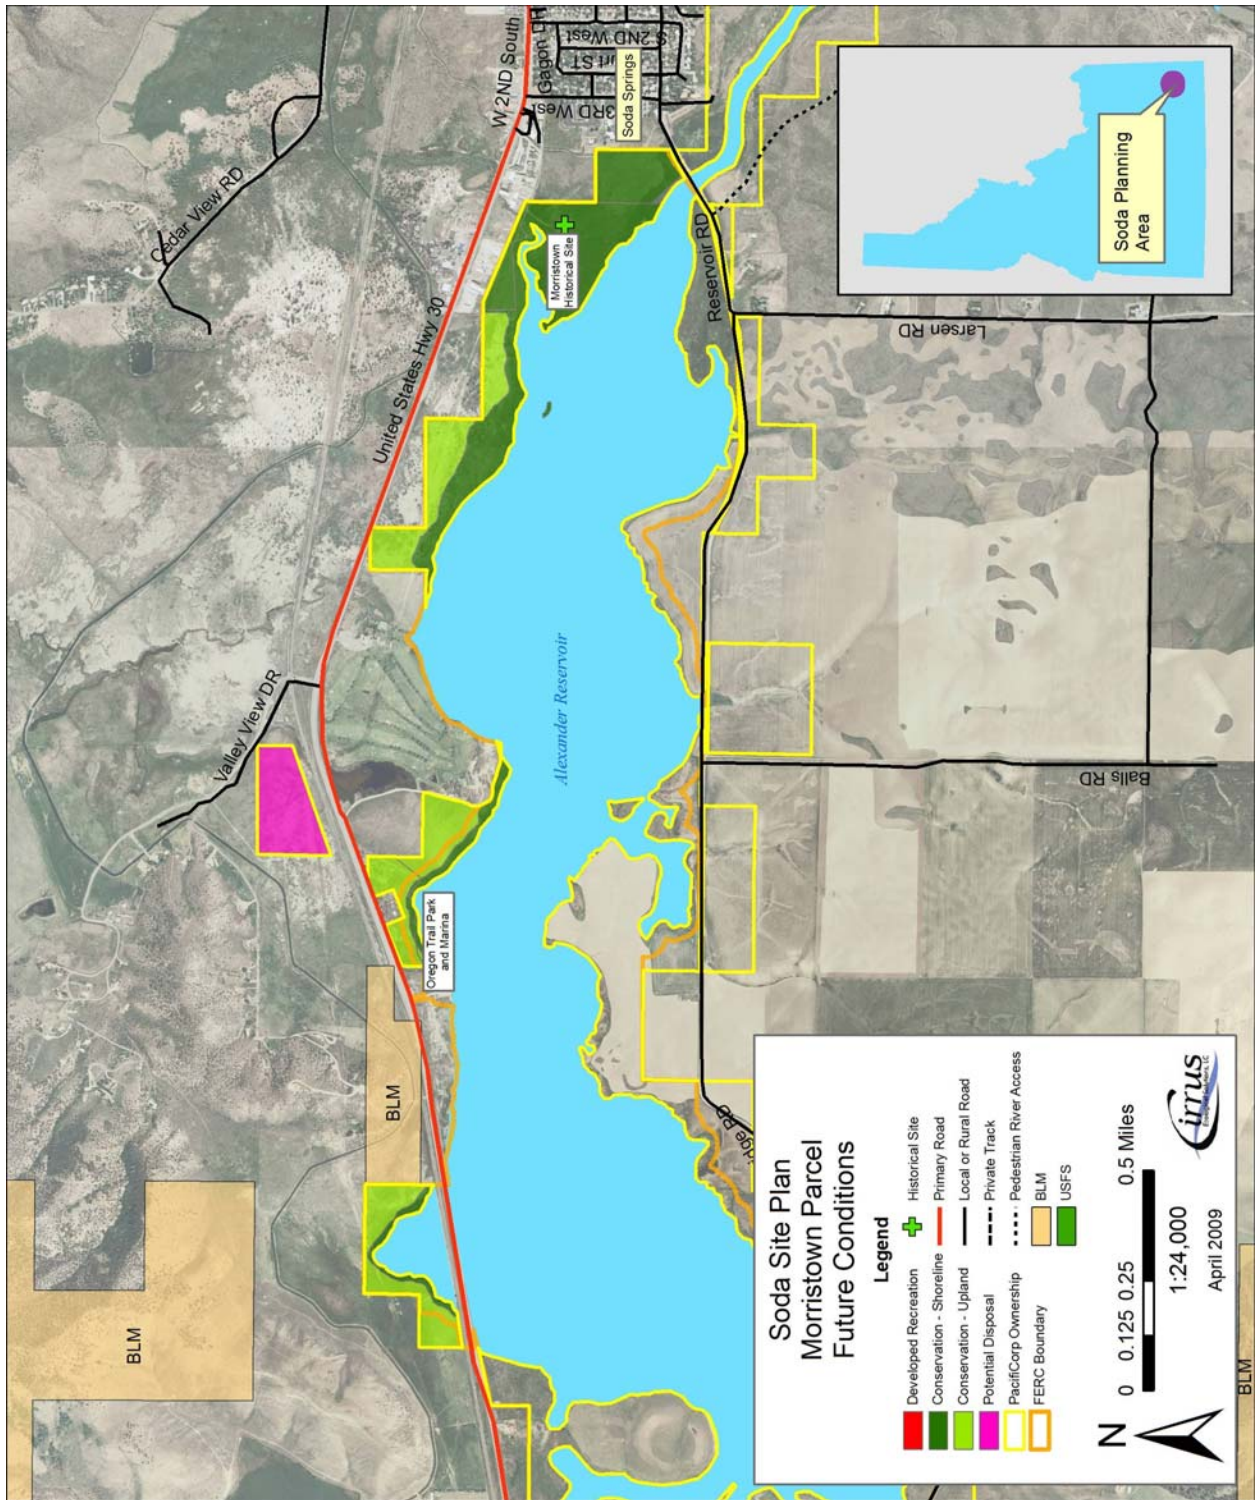 W 2ND South
Gagon DR
S 2ND West
3RD West
Soda Springs
Cedar View RD
United States Hwy 30
Morristown
Historical Site
Reservoir RD
Larsen RD
Soda Planning
Area
Valley View DR
Alexander Reservoir
Balls RD
Oregon Trail Park
and Marina
BLM
BLM
BLM
Soda Site Plan
Morristown Parcel
Future Conditions
Legend
Developed Recreation
Conservation - Shoreline
Conservation - Upland
Potential Disposal
PacifiCorp Ownership
FERC Boundary
Historical Site
Primary Road
Local or Rural Road
Private Track
Pedestrian River Access
BLM
USFS
N
0 0.125 0.25 0.5 Miles
1:24,000
April 2009
Cirrus